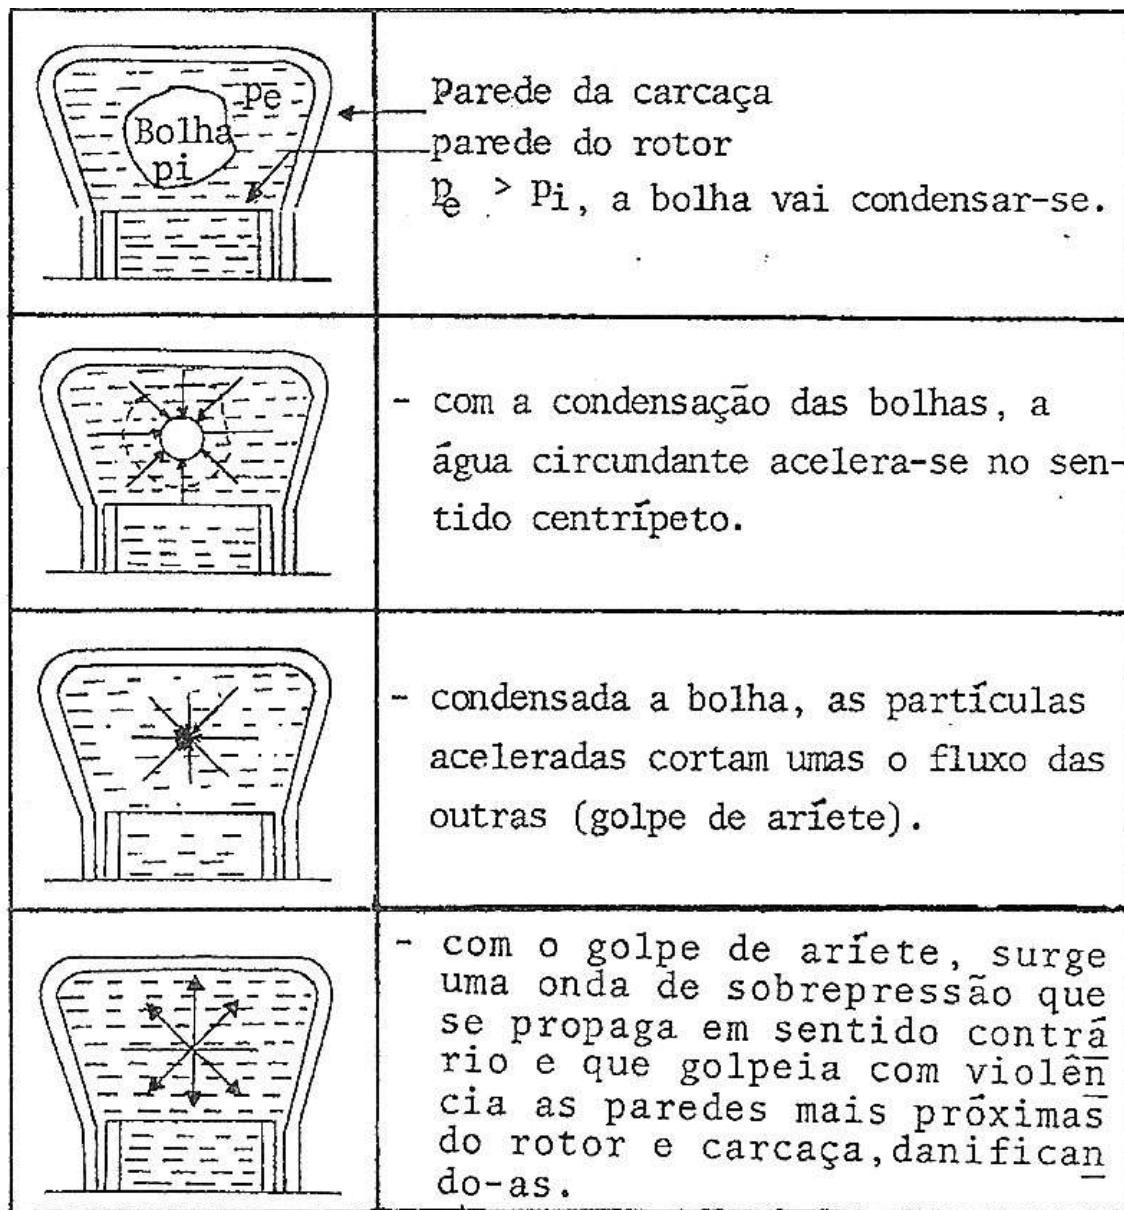 pe
Bolha
pi
Parede da carcaça
parede do rotor
pe > pi, a bolha vai condensar-se.
- com a condensação das bolhas, a
água circundante acelera-se no sen-
tido centrípeto.
- condensada a bolha, as partículas
aceleradas cortam umas o fluxo das
outras (golpe de aríete).
- com o golpe de aríete, surge
uma onda de sobrepressão que
se propaga em sentido contrá
rio e que golpeia com violên
cia as paredes mais próximas
do rotor e carcaça,danifican
do-as.